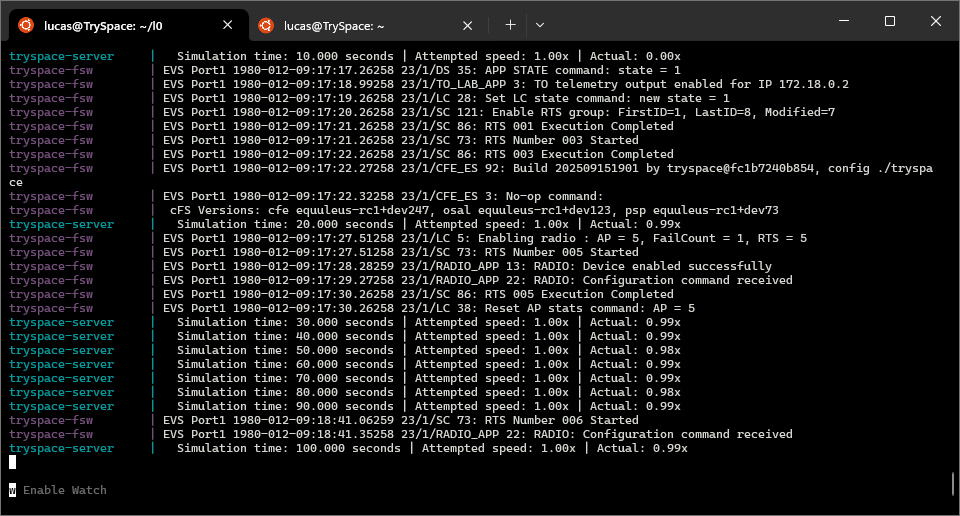 lucas@TrySpace: ~/l0
lucas@TrySpace: ~
tryspace-server | Simulation time: 10.000 seconds | Attempted speed: 1.00x | Actual: 0.00x
tryspace-fsw | EVS Port1 1980-012-09:17:17.26258 23/1/DS 35: APP STATE command: state = 1
tryspace-fsw | EVS Port1 1980-012-09:17:18.99258 23/1/TO_LAB_APP 3: TO telemetry output enabled for IP 172.18.0.2
tryspace-fsw | EVS Port1 1980-012-09:17:19.26258 23/1/LC 28: Set LC state command: new state = 1
tryspace-fsw | EVS Port1 1980-012-09:17:20.26258 23/1/SC 121: Enable RTS group: FirstID=1, LastID=8, Modified=7
tryspace-fsw | EVS Port1 1980-012-09:17:21.26258 23/1/SC 86: RTS 001 Execution Completed
tryspace-fsw | EVS Port1 1980-012-09:17:21.26258 23/1/SC 73: RTS Number 003 Started
tryspace-fsw | EVS Port1 1980-012-09:17:22.26258 23/1/SC 86: RTS 003 Execution Completed
tryspace-fsw | EVS Port1 1980-012-09:17:22.27258 23/1/CFE_ES 92: Build 202509151901 by tryspace@fc1b7240b854, config ./tryspa
ce
tryspace-fsw | EVS Port1 1980-012-09:17:22.32258 23/1/CFE_ES 3: No-op command:
tryspace-fsw | cFS Versions: cfe equuleus-rc1+dev247, osal equuleus-rc1+dev123, psp equuleus-rc1+dev73
tryspace-server | Simulation time: 20.000 seconds | Attempted speed: 1.00x | Actual: 0.99x
tryspace-fsw | EVS Port1 1980-012-09:17:27.51258 23/1/LC 5: Enabling radio : AP = 5, FailCount = 1, RTS = 5
tryspace-fsw | EVS Port1 1980-012-09:17:27.51258 23/1/SC 73: RTS Number 005 Started
tryspace-fsw | EVS Port1 1980-012-09:17:28.28259 23/1/RADIO_APP 13: RADIO: Device enabled successfully
tryspace-fsw | EVS Port1 1980-012-09:17:29.27258 23/1/RADIO_APP 22: RADIO: Configuration command received
tryspace-fsw | EVS Port1 1980-012-09:17:30.26258 23/1/SC 86: RTS 005 Execution Completed
tryspace-fsw | EVS Port1 1980-012-09:17:30.26258 23/1/LC 38: Reset AP stats command: AP = 5
tryspace-server | Simulation time: 30.000 seconds | Attempted speed: 1.00x | Actual: 0.99x
tryspace-server | Simulation time: 40.000 seconds | Attempted speed: 1.00x | Actual: 0.99x
tryspace-server | Simulation time: 50.000 seconds | Attempted speed: 1.00x | Actual: 0.98x
tryspace-server | Simulation time: 60.000 seconds | Attempted speed: 1.00x | Actual: 0.99x
tryspace-server | Simulation time: 70.000 seconds | Attempted speed: 1.00x | Actual: 0.99x
tryspace-server | Simulation time: 80.000 seconds | Attempted speed: 1.00x | Actual: 0.98x
tryspace-server | Simulation time: 90.000 seconds | Attempted speed: 1.00x | Actual: 0.99x
tryspace-fsw | EVS Port1 1980-012-09:18:41.06259 23/1/SC 73: RTS Number 006 Started
tryspace-fsw | EVS Port1 1980-012-09:18:41.35258 23/1/RADIO_APP 22: RADIO: Configuration command received
tryspace-server | Simulation time: 100.000 seconds | Attempted speed: 1.00x | Actual: 0.99x
w Enable Watch